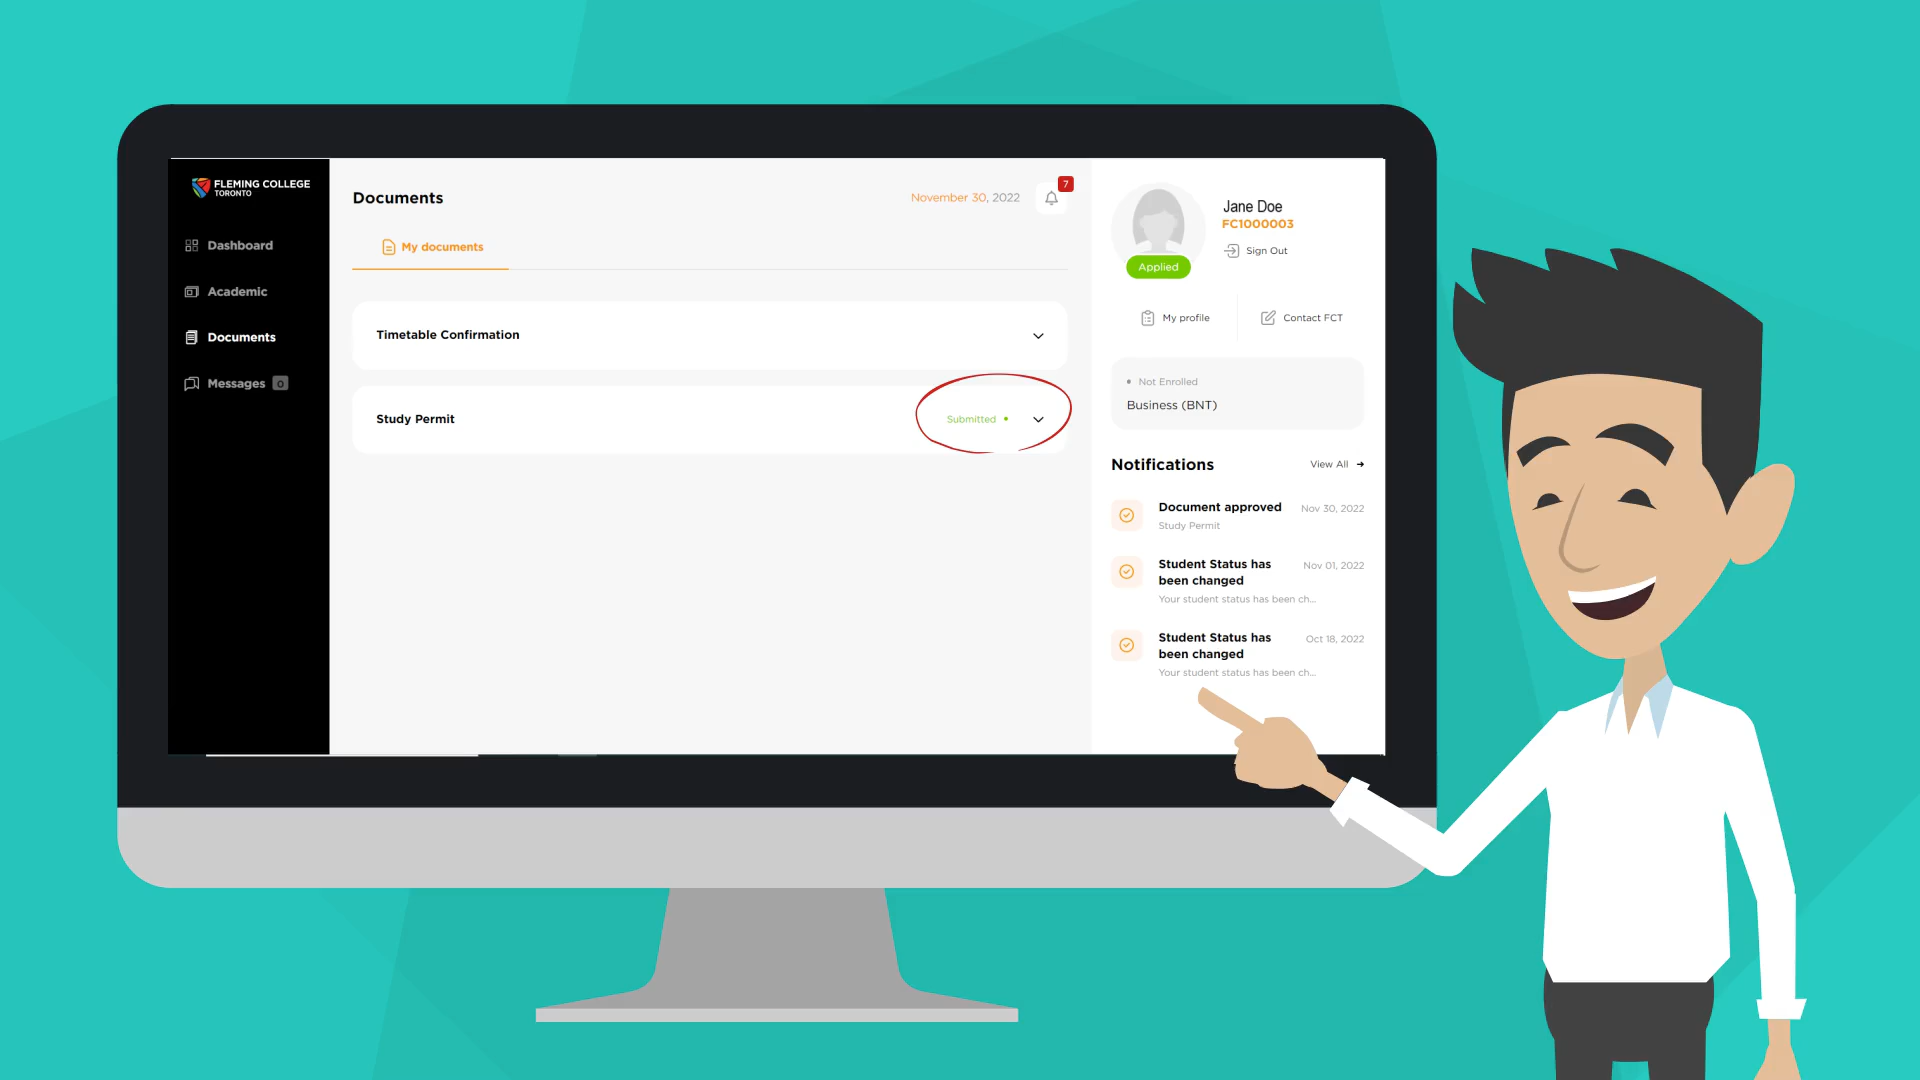 FLEMING COLLEGE
TORONTO
Dashboard
Academic
Documents
Messages 0
Documents
November 30, 2022
7
My documents
Timetable Confirmation
Study Permit
Submitted
Jane Doe
FC1000003
Sign Out
Applied
My profile
Contact FCT
Not Enrolled
Business (BNT)
Notifications
View All
Document approved
Nov 30, 2022
Study Permit
Student Status has
been changed
Nov 01, 2022
Your student status has been ch...
Student Status has
been changed
Oct 18, 2022
Your student status has been ch...